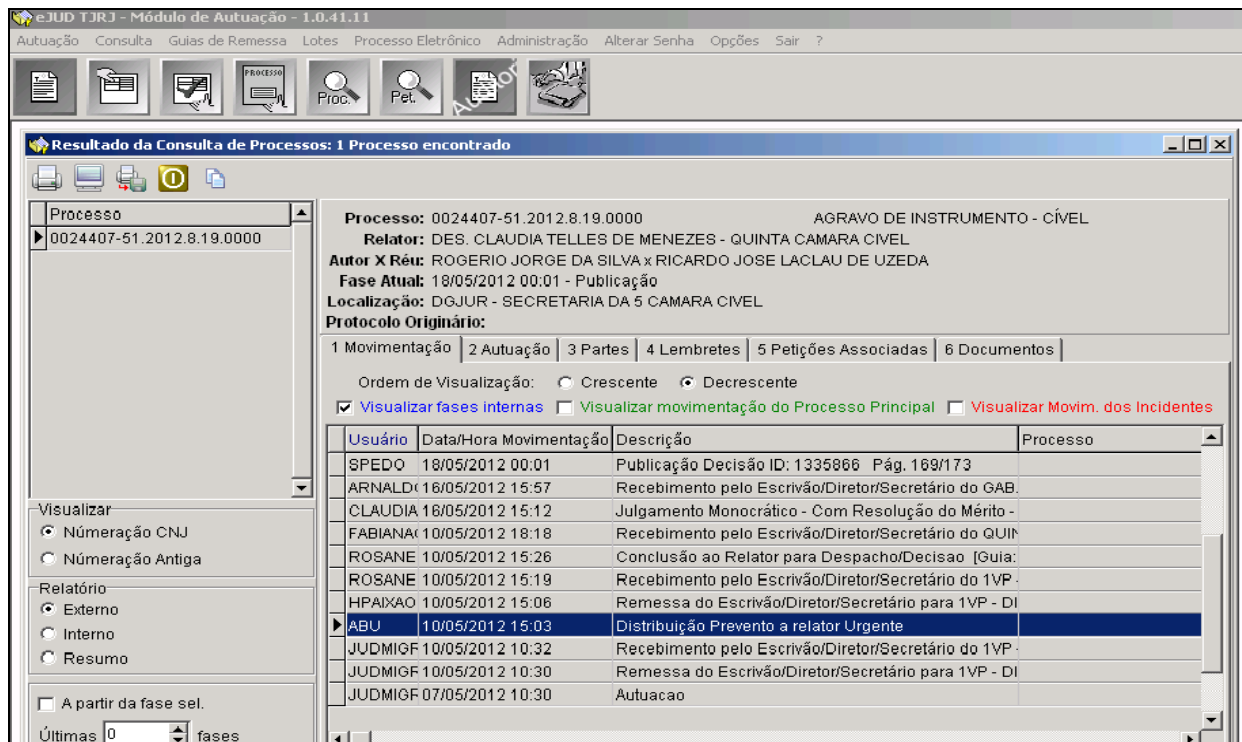 eJUD TJRJ - Módulo de Autuação - 1.0.41.11
Autuação Consulta Guias de Remessa Lotes Processo Eletrônico Administração Alterar Senha Opções Sair ?
PROCESSO
Proc. Pet.
Resultado da Consulta de Processos: 1 Processo encontrado
Processo
0024407-51.2012.8.19.0000
Processo: 0024407-51.2012.8.19.0000 AGRAVO DE INSTRUMENTO - CÍVEL
Relator: DES. CLAUDIA TELLES DE MENEZES - QUINTA CAMARA CIVEL
Autor X Réu: ROGERIO JORGE DA SILVA x RICARDO JOSE LACLAU DE UZEDA
Fase Atual: 18/05/2012 00:01 - Publicação
Localização: DGJUR - SECRETARIA DA 5 CAMARA CIVEL
Protocolo Originário:
1 Movimentação 2 Autuação 3 Partes 4 Lembretes 5 Petições Associadas 6 Documentos
Ordem de Visualização: Crescente Decrescente
Visualizar fases internas Visualizar movimentação do Processo Principal Visualizar Movim. dos Incidentes
Usuário Data/Hora Movimentação Descrição Processo
SPEDO 18/05/2012 00:01 Publicação Decisão ID: 1335866 Pág. 169/173
ARNALDO 16/05/2012 15:57 Recebimento pelo Escrivão/Diretor/Secretário do GAB.
CLAUDIA 16/05/2012 15:12 Julgamento Monocrático - Com Resolução do Mérito -
FABIANA 10/05/2012 18:18 Recebimento pelo Escrivão/Diretor/Secretário do QUIN
ROSANE 10/05/2012 15:26 Conclusão ao Relator para Despacho/Decisao [Guia:
ROSANE 10/05/2012 15:19 Recebimento pelo Escrivão/Diretor/Secretário do 1VP -
HPAIXAO 10/05/2012 15:06 Remessa do Escrivão/Diretor/Secretário para 1VP - DI
ABU 10/05/2012 15:03 Distribuição Prevento a relator Urgente
JUDMIGR 10/05/2012 10:32 Recebimento pelo Escrivão/Diretor/Secretário do 1VP -
JUDMIGR 10/05/2012 10:30 Remessa do Escrivão/Diretor/Secretário para 1VP - DI
JUDMIGR 07/05/2012 10:30 Autuacao
Visualizar
Númeração CNJ
Númeração Antiga
Relatório
Externo
Interno
Resumo
A partir da fase sel.
Últimas 0 fases